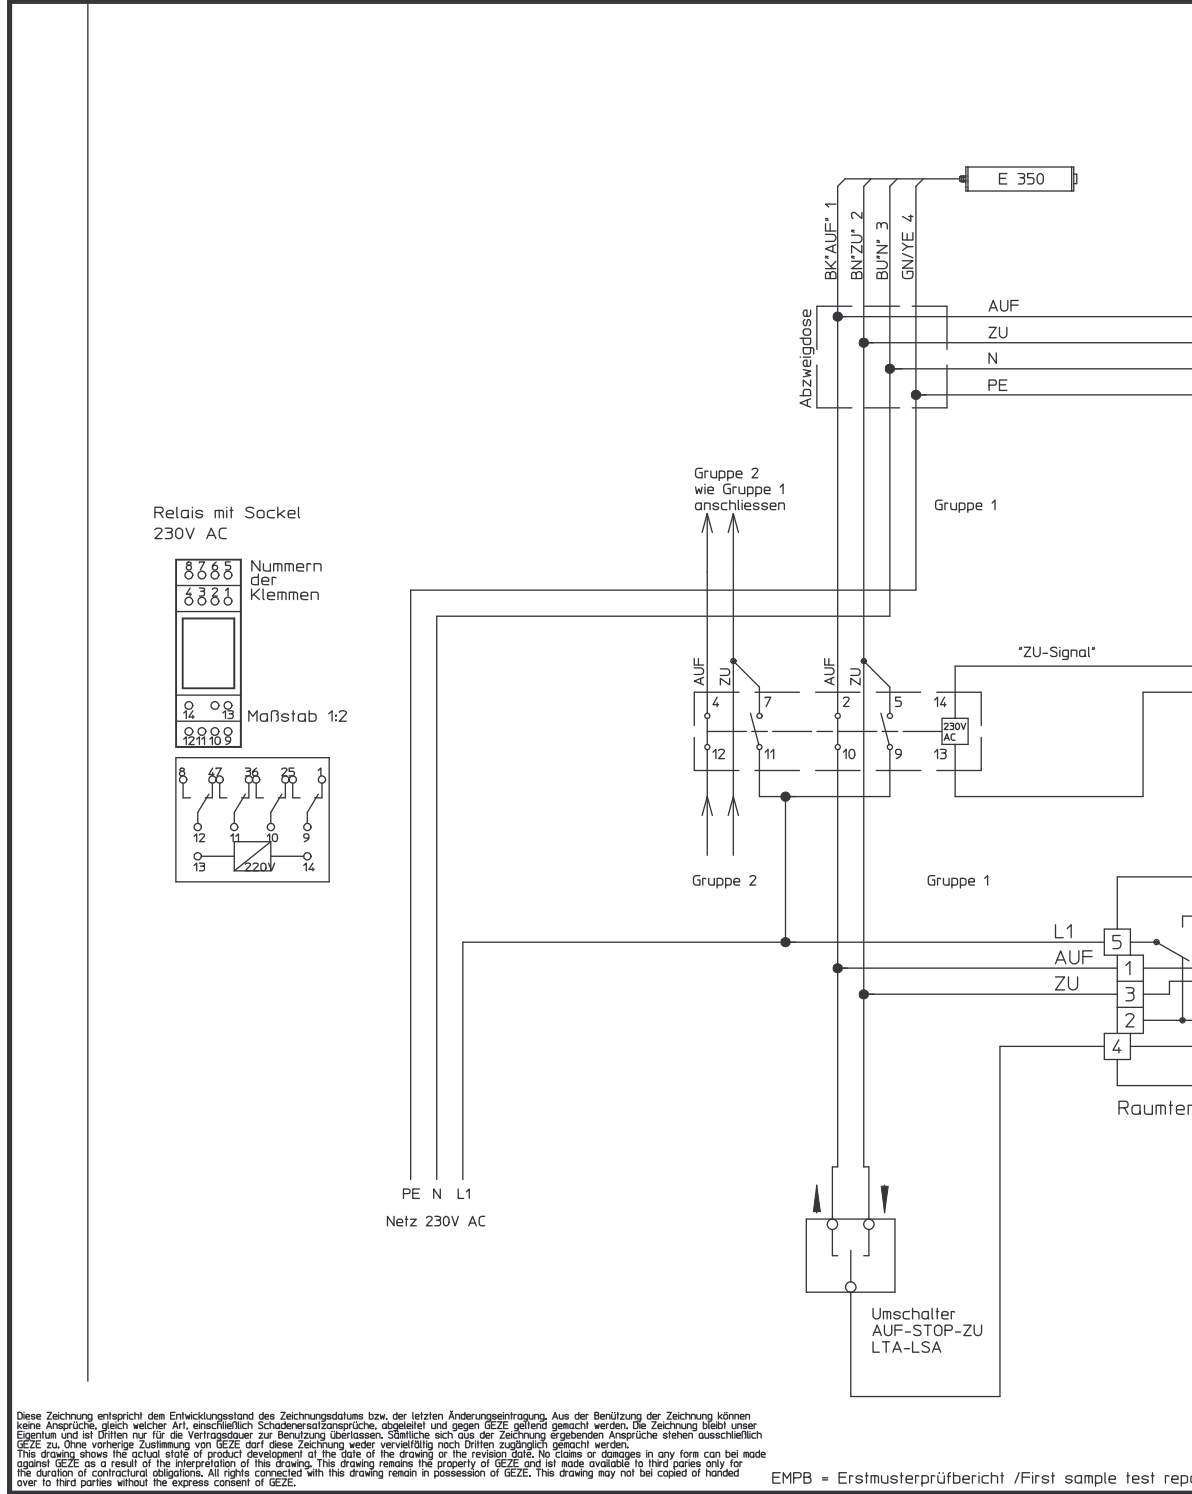 E 350
BK"AUF" 1
BN"ZU" 2
BU"N" 3
GN/YE 4
Abzweigdose
AUF
ZU
N
PE
Gruppe 2
wie Gruppe 1
anschliessen
Gruppe 1
Relais mit Sockel
230V AC
8 7 6 5
4 3 2 1
Nummern
der
Klemmen
14 13
12 11 10 9
Maßstab 1:2
8 47 36 25 1
12 11 10 9
13 220V 14
"ZU-Signal"
AUF
ZU
AUF
ZU
4 7 2 5 14
230V
AC
12 11 10 9 13
Gruppe 2
Gruppe 1
L1
AUF
ZU
5
1
3
2
4
Raumter
PE N L1
Netz 230V AC
Umschalter
AUF-STOP-ZU
LTA-LSA
Diese Zeichnung entspricht dem Entwicklungsstand des Zeichnungsdatums bzw. der letzten Änderungseintragung. Aus der Benützung der Zeichnung können
keine Ansprüche, gleich welcher Art, einschließlich Schadenersatzansprüche, abgeleitet und gegen GEZE geltend gemacht werden. Die Zeichnung bleibt unser
Eigentum und ist Dritten nur für die Vertragsdauer zur Benutzung überlassen. Sämtliche sich aus der Zeichnung ergebenden Ansprüche stehen ausschließlich
GEZE zu. Ohne vorherige Zustimmung von GEZE darf diese Zeichnung weder vervielfältig noch Dritten zugänglich gemacht werden.
This drawing shows the actual state of product development at the date of the drawing or the revision date. No claims or damages in any form can bei made
against GEZE as a result of the interpretation of this drawing. This drawing remains the property of GEZE and ist made available to third paries only for
the duration of contractural obligations. All rights connected with this drawing remain in possession of GEZE. This drawing may not bei copied of handed
over to third parties without the express consent of GEZE.
EMPB = Erstmusterprüfbericht /First sample test repo